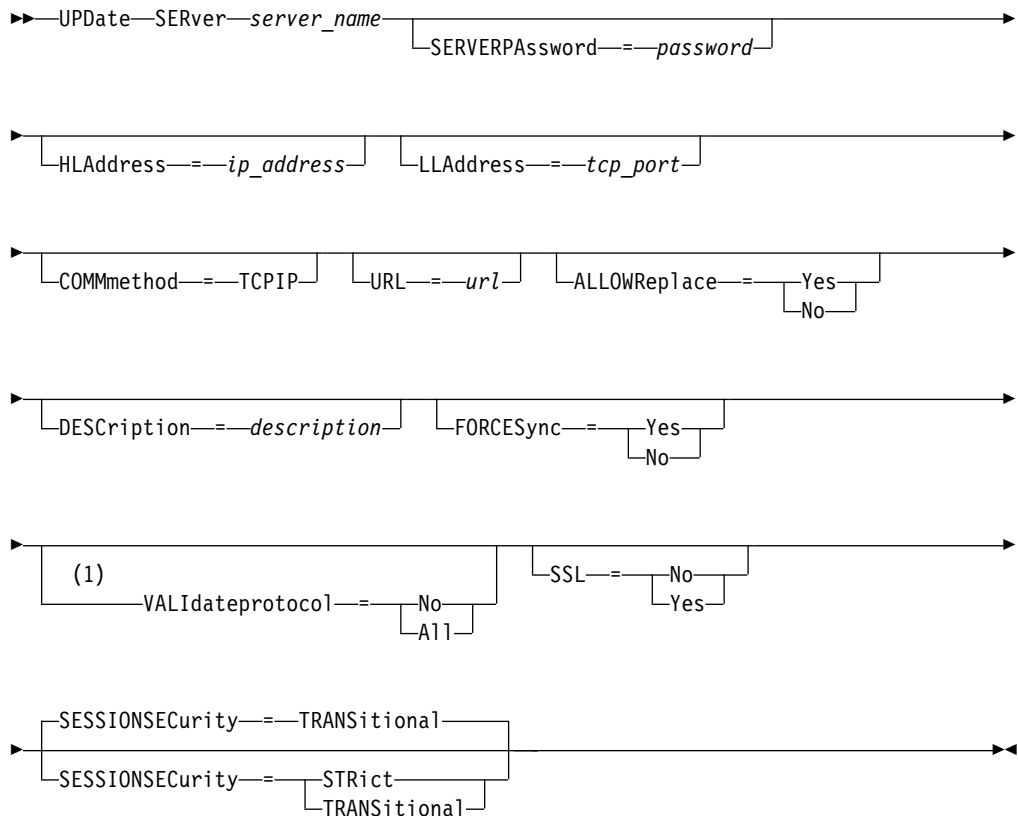 UPDate SERver server_name
SERVERPAssword = password
HLAddress = ip_address LLAddress = tcp_port
COMMmethod = TCPIP URL = url ALLOWReplace = Yes
No
DESCription = description FORCESync = Yes
No
(1)
VALIdateprotocol = No
All
SSL = No
Yes
SESSIONSECurity = TRANSitional
SESSIONSECurity = STRict
TRANSitional